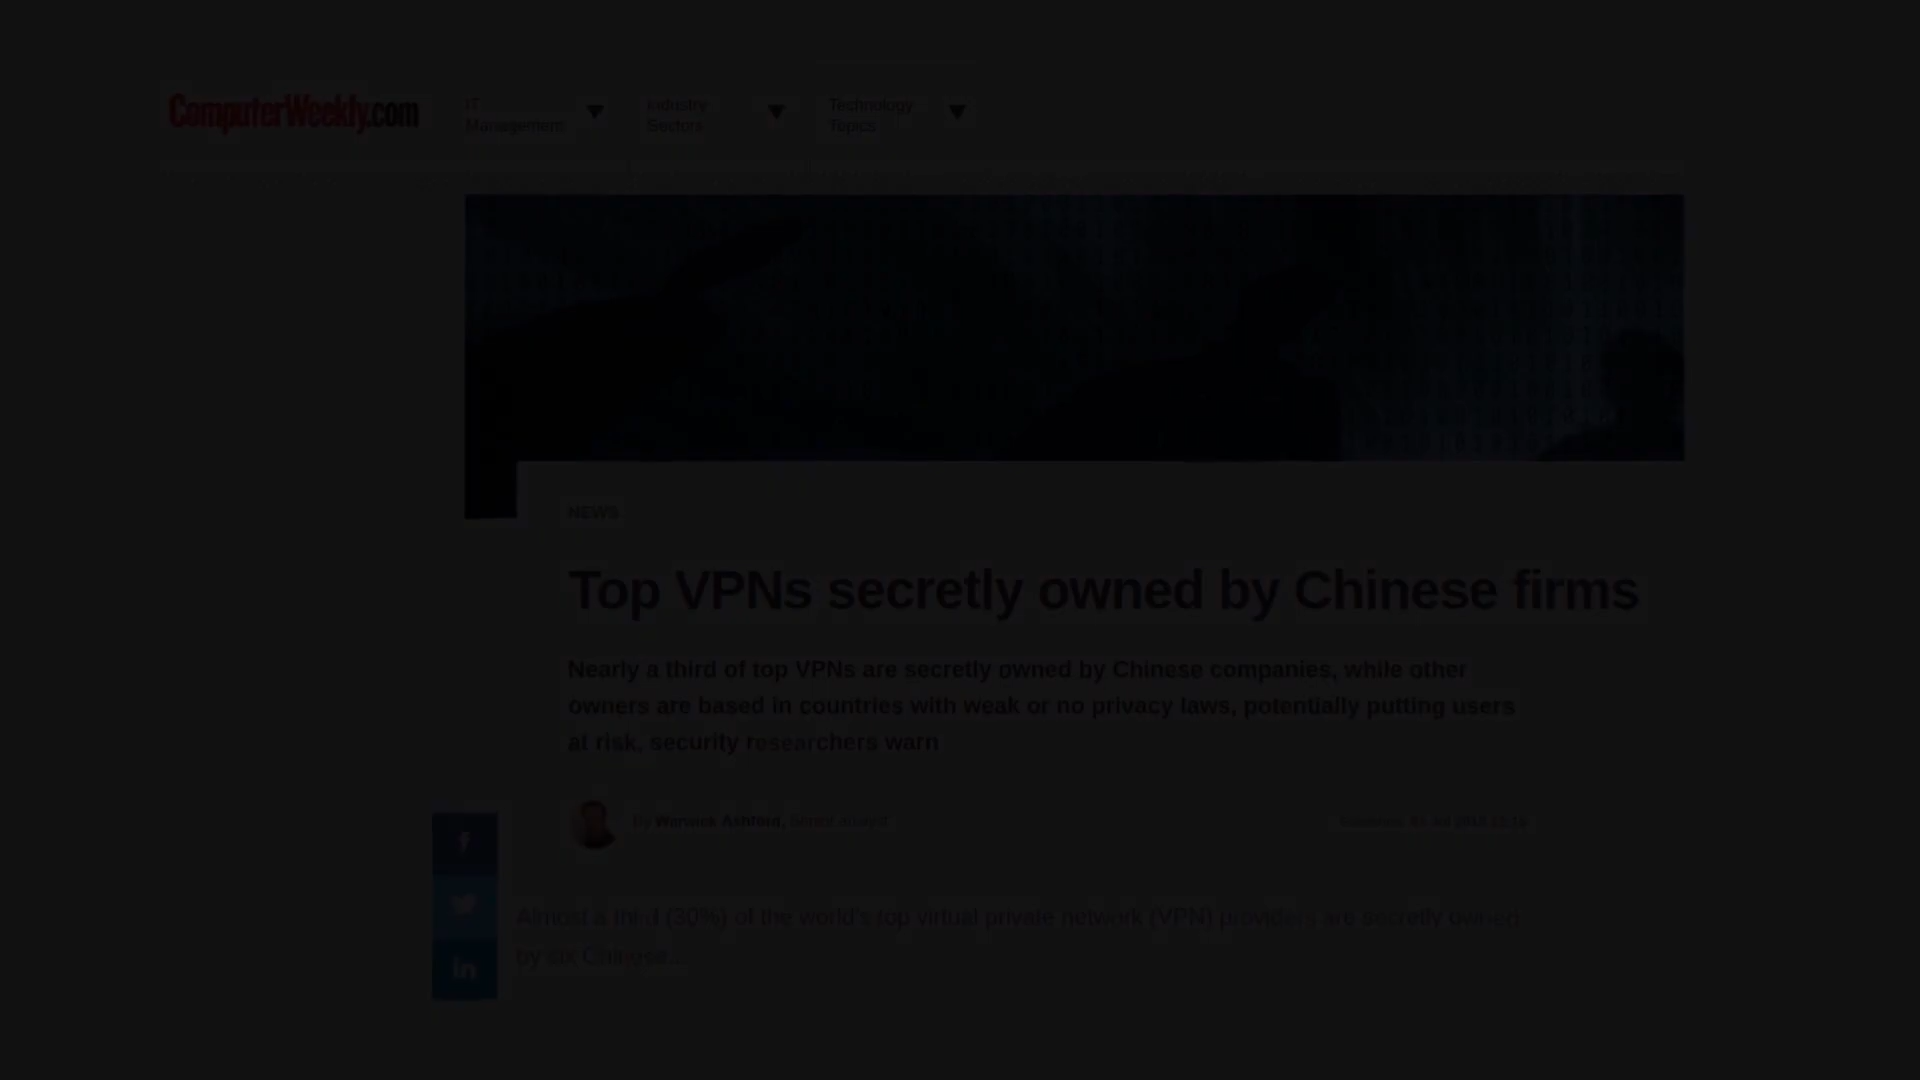 ComputerWeekly.com
IT
Management
Industry
Sectors
Technology
Topics
NEWS
Top VPNs secretly owned by Chinese firms
Nearly a third of top VPNs are secretly owned by Chinese companies, while other
owners are based in countries with weak or no privacy laws, potentially putting users
at risk, security researchers warn
By Warwick Ashford, Senior analyst
Almost a third (30%) of the world's top virtual private network (VPN) providers are secretly owned
by six Chinese...